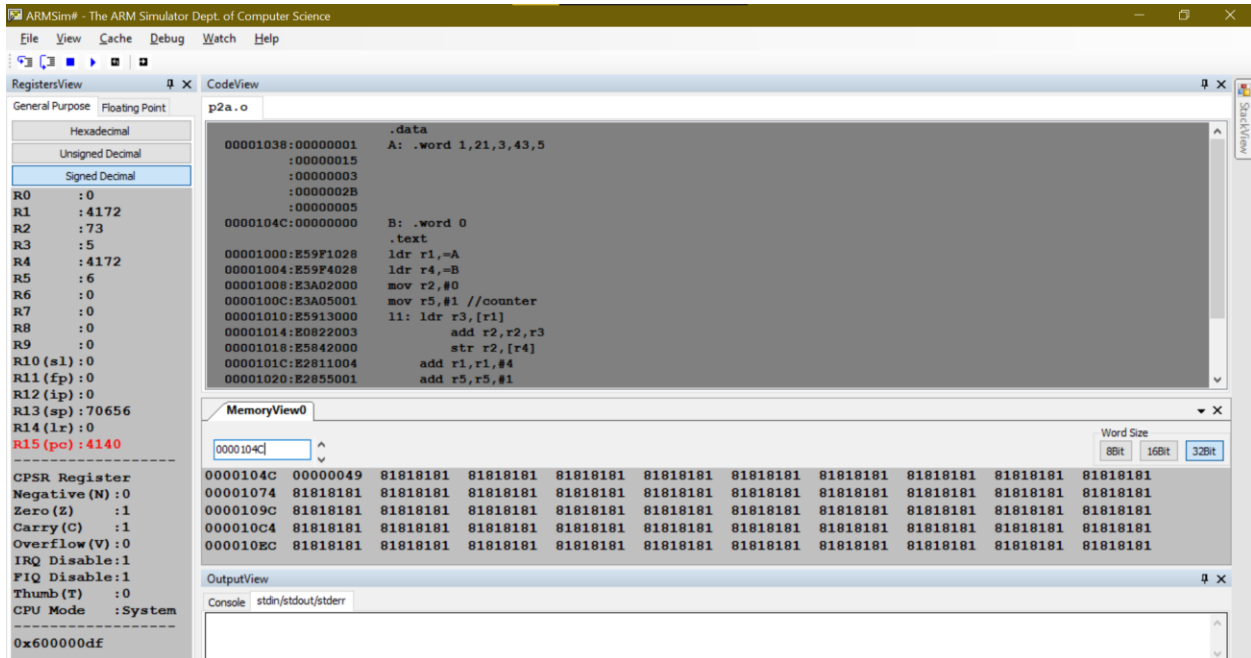 ARMSim# - The ARM Simulator Dept. of Computer Science
File View Cache Debug Watch Help
RegistersView
General Purpose Floating Point
Hexadecimal
Unsigned Decimal
Signed Decimal
R0 :0
R1 :4172
R2 :73
R3 :5
R4 :4172
R5 :6
R6 :0
R7 :0
R8 :0
R9 :0
R10(sl):0
R11(fp):0
R12(ip):0
R13(sp):70656
R14(lr):0
R15(pc):4140
-------------------
CPSR Register
Negative(N):0
Zero(Z) :1
Carry(C) :1
Overflow(V):0
IRQ Disable:1
FIQ Disable:1
Thumb(T) :0
CPU Mode :System
-------------------
0x600000df
CodeView
p2a.o
.data
00001038:00000001 A: .word 1,21,3,43,5
:00000015
:00000003
:0000002B
:00000005
0000104C:00000000 B: .word 0
.text
00001000:E59F1028 ldr r1,=A
00001004:E59F4028 ldr r4,=B
00001008:E3A02000 mov r2,#0
0000100C:E3A05001 mov r5,#1 //counter
00001010:E5913000 l1: ldr r3,[r1]
00001014:E0822003 add r2,r2,r3
00001018:E5842000 str r2,[r4]
0000101C:E2811004 add r1,r1,#4
00001020:E2855001 add r5,r5,#1
MemoryView0
0000104C
Word Size
8Bit 16Bit 32Bit
0000104C 00000049 81818181 81818181 81818181 81818181 81818181 81818181 81818181 81818181 81818181
00001074 81818181 81818181 81818181 81818181 81818181 81818181 81818181 81818181 81818181 81818181
0000109C 81818181 81818181 81818181 81818181 81818181 81818181 81818181 81818181 81818181 81818181
000010C4 81818181 81818181 81818181 81818181 81818181 81818181 81818181 81818181 81818181 81818181
000010EC 81818181 81818181 81818181 81818181 81818181 81818181 81818181 81818181 81818181 81818181
OutputView
Console stdin/stdout/stderr
StackView